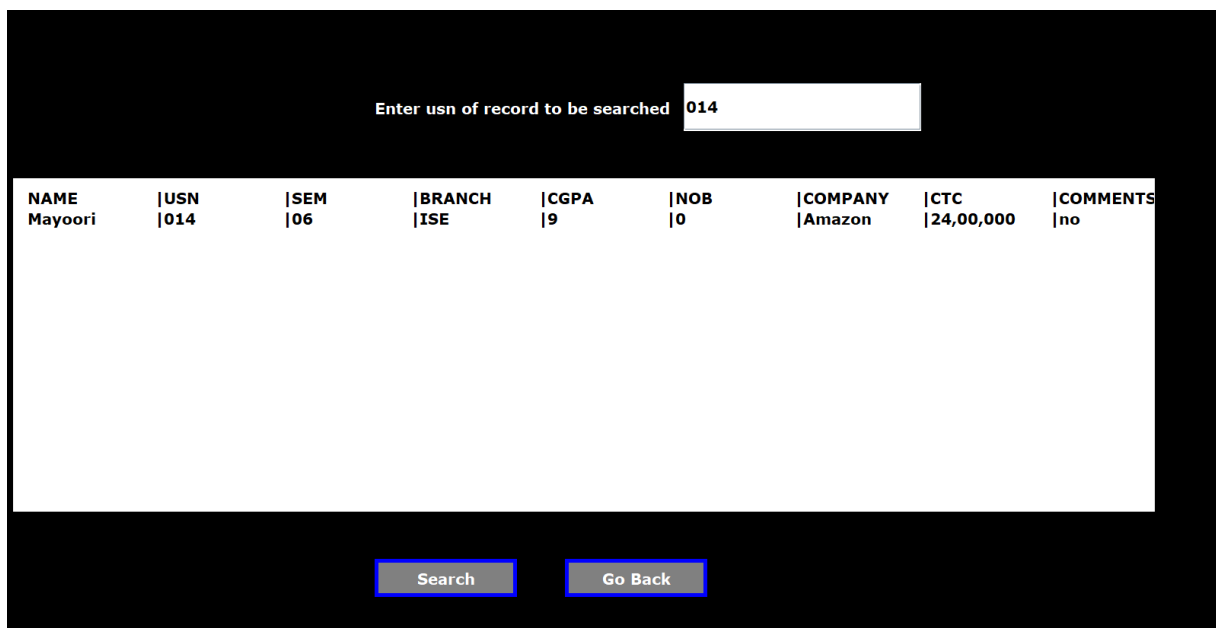 Enter usn of record to be searched 014
NAME |USN |SEM |BRANCH |CGPA |NOB |COMPANY |CTC |COMMENTS
Mayoori |014 |06 |ISE |9 |0 |Amazon |24,00,000 |no
Search Go Back